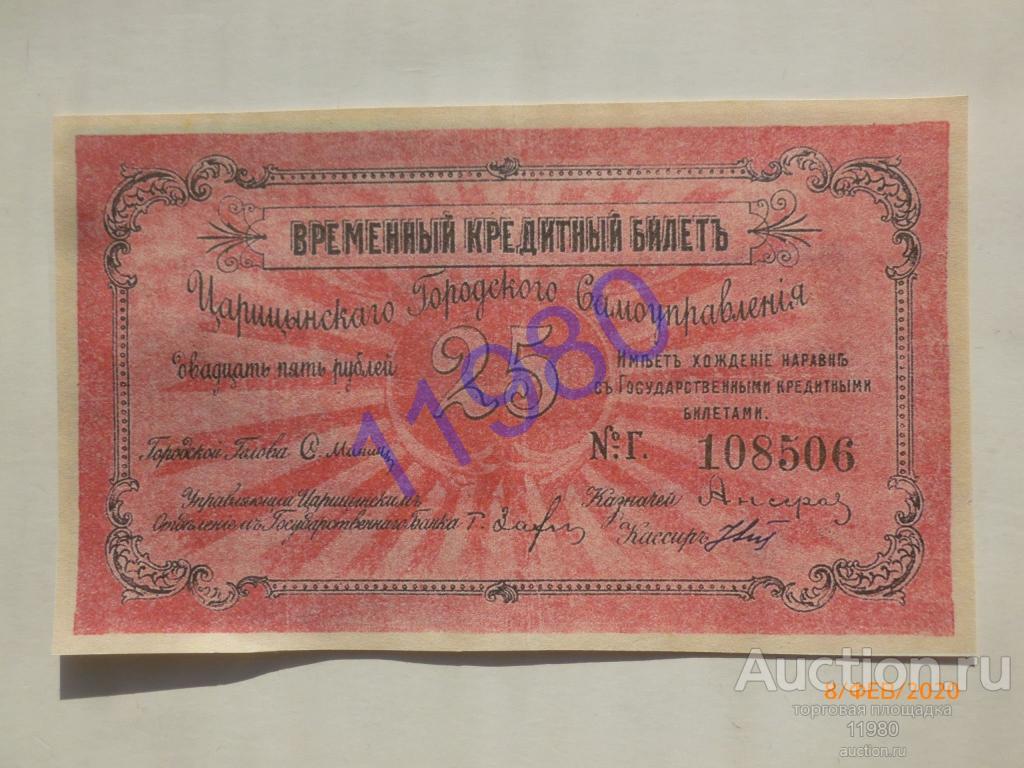 ВРЕМЕННЫЙ КРЕДИТНЫЙ БИЛЕТЪ
Царицынскаго Городского Самоуправленія
Двадцать пять рублей
25
Имѣетъ хожденіе наравнѣ
съ Государственными кредитными
билетами.
11980
Городской Голова С. 
№ Г. 108506
Управляющій Царицынскимъ
Отдѣленіемъ Государственнаго Банка
Казначей
Кассиръ
Auction.ru
8/ФЕВ/2020
торговая площадка
11980
auction.ru